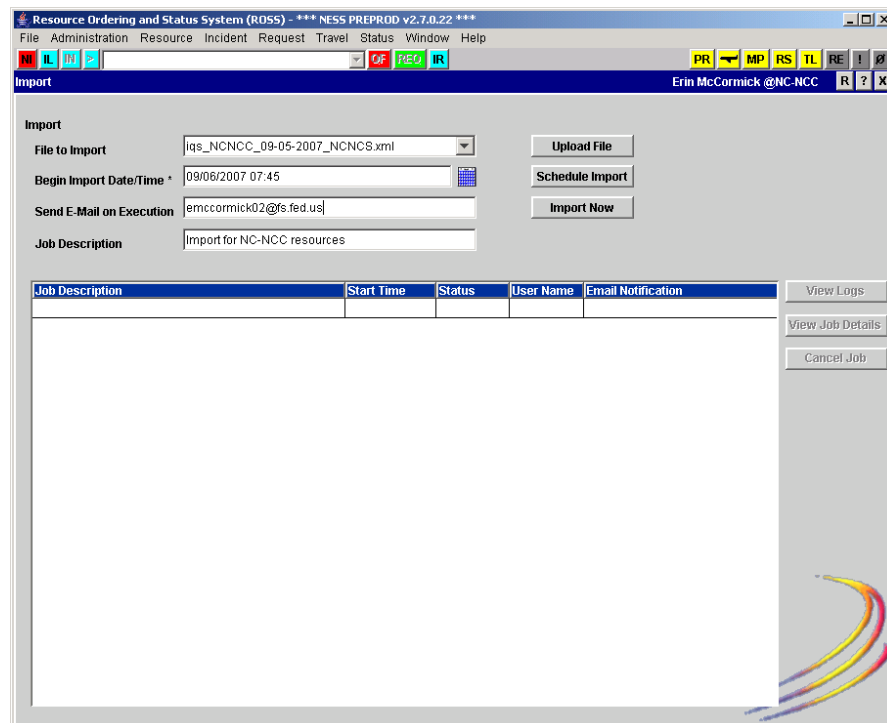 Resource Ordering and Status System (ROSS) - *** NESS PREPROD v2.7.0.22 ***
File Administration Resource Incident Request Travel Status Window Help
NI IL IN > OF REQ IR PR MP RS TL RE ! Ø
Import Erin McCormick @NC-NCC R ? X
Import
File to Import iqs_NCNCC_09-05-2007_NCNCS.xml Upload File
Begin Import Date/Time * 09/06/2007 07:45 Schedule Import
Send E-Mail on Execution emccormick02@fs.fed.us Import Now
Job Description Import for NC-NCC resources
Job Description Start Time Status User Name Email Notification View Logs
View Job Details
Cancel Job